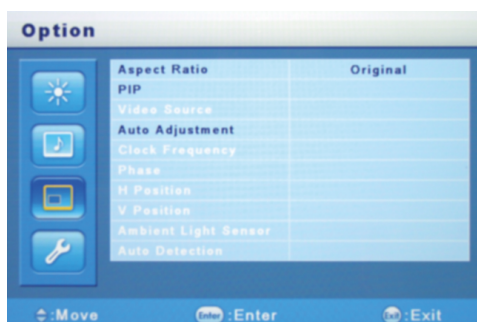 Option
Aspect Ratio Original
PIP
Video Source
Auto Adjustment
Clock Frequency
Phase
H Position
V Position
Ambient Light Sensor
Auto Detection
:Move Enter :Enter Exit :Exit